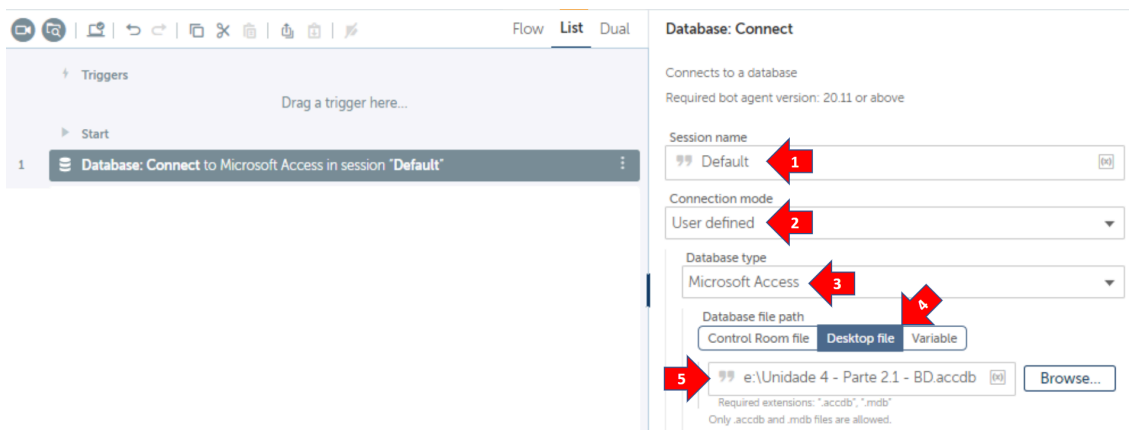 Flow List Dual
Triggers
Drag a trigger here...
Start
1 Database: Connect to Microsoft Access in session "Default"
Database: Connect
Connects to a database
Required bot agent version: 20.11 or above
Session name
Default
(x)
1
Connection mode
User defined
2
Database type
Microsoft Access
3
4
Database file path
Control Room file Desktop file Variable
5
e:\Unidade 4 - Parte 2.1 - BD.accdb (x) Browse...
Required extensions: ".accdb", ".mdb"
Only .accdb and .mdb files are allowed.